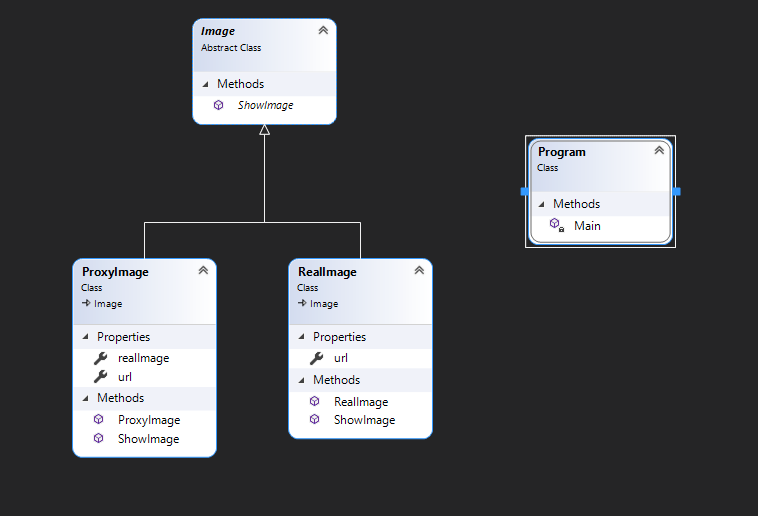 Image
Abstract Class
Methods
ShowImage
Program
Class
Methods
Main
ProxyImage
Class
Image
Properties
realImage
url
Methods
ProxyImage
ShowImage
RealImage
Class
Image
Properties
url
Methods
RealImage
ShowImage